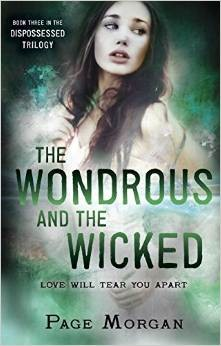 BOOK THREE IN THE
DISPOSSESSED
TRILOGY
THE
WONDROUS
AND THE
WICKED
LOVE WILL TEAR YOU APART
PAGE MORGAN